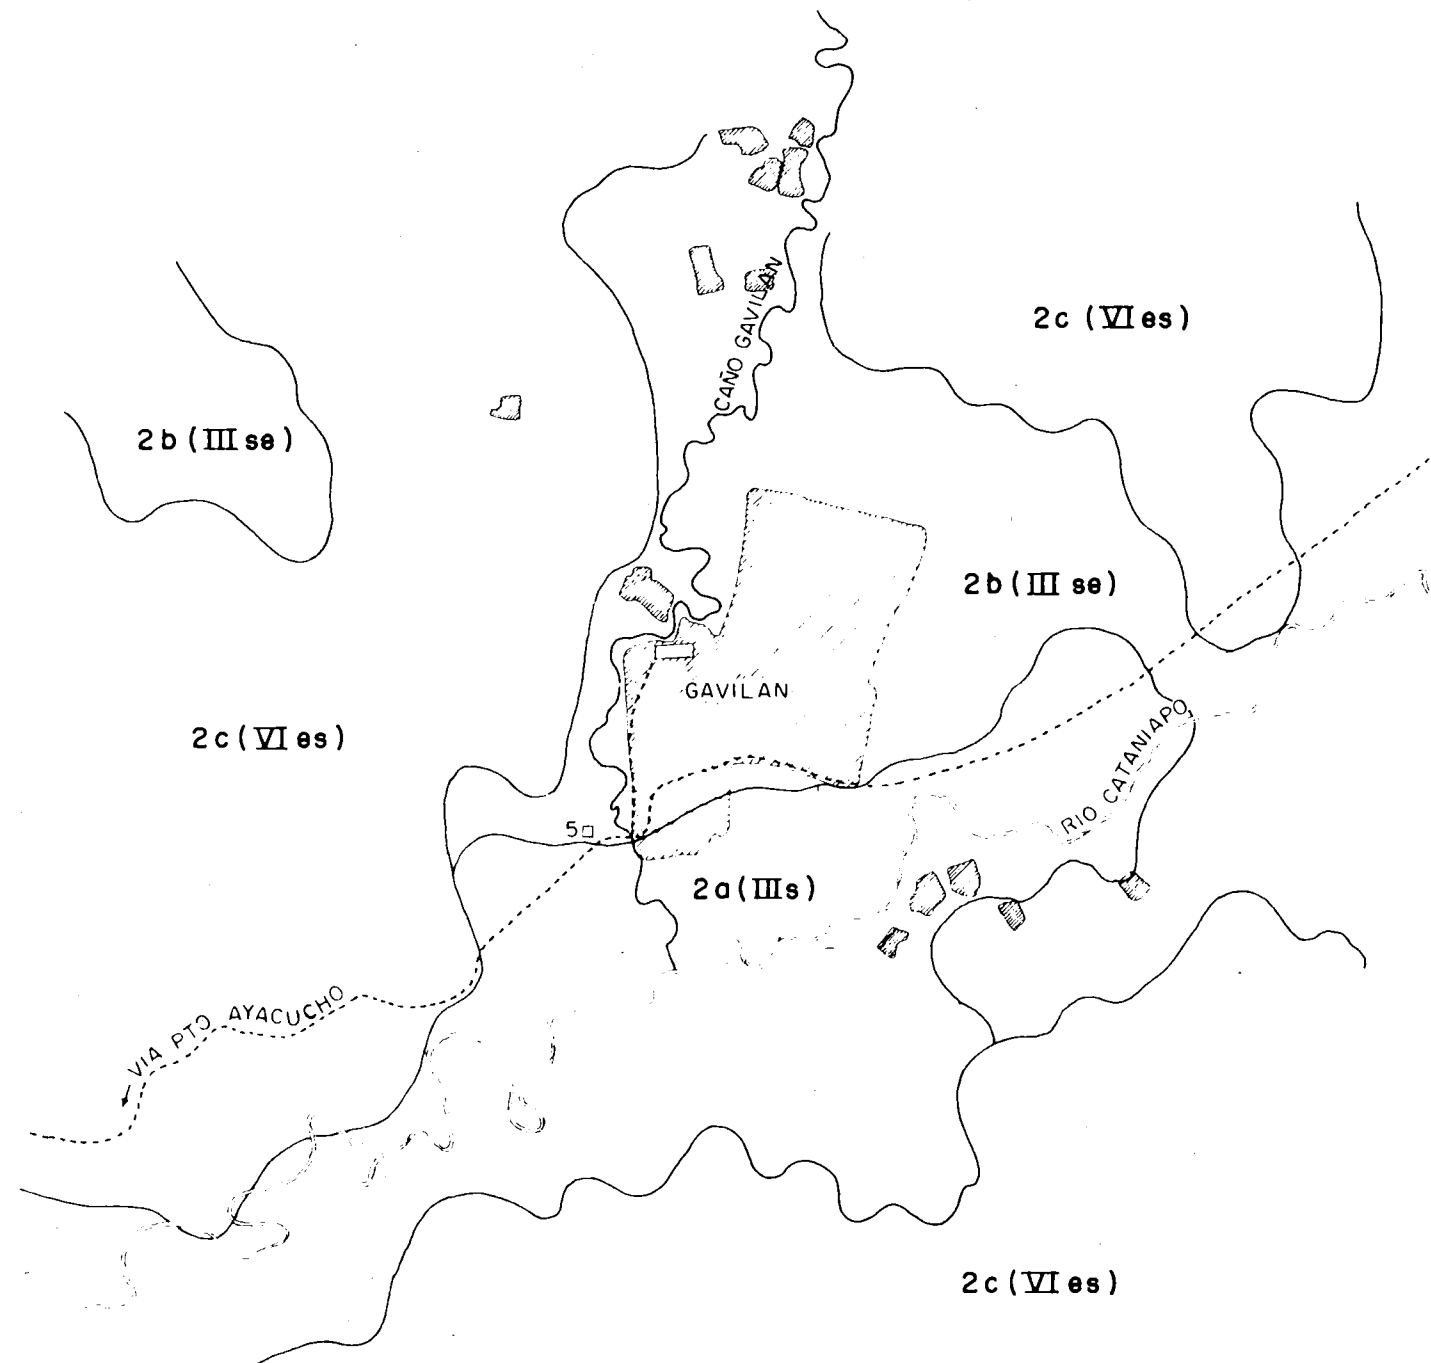 2c (VI es)
CAÑO GAVILAN
2b (III se)
2b (III se)
GAVILAN
2c (VI es)
RIO CATANIAPO
5
2a (III s)
VIA PTO AYACUCHO
2c (VI es)